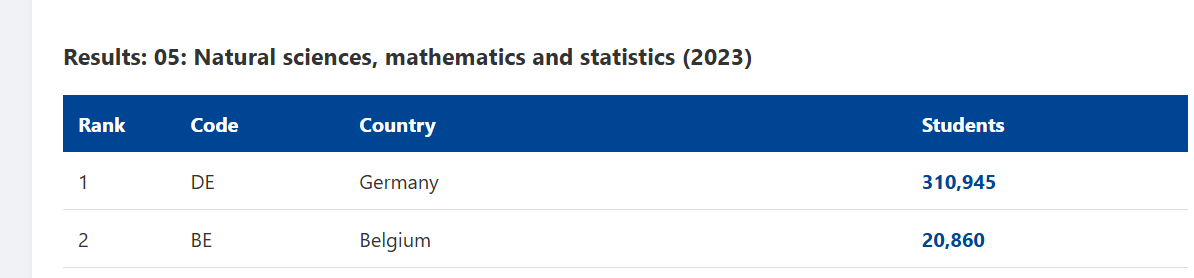 Results: 05: Natural sciences, mathematics and statistics (2023)
Rank Code Country Students
1 DE Germany 310,945
2 BE Belgium 20,860